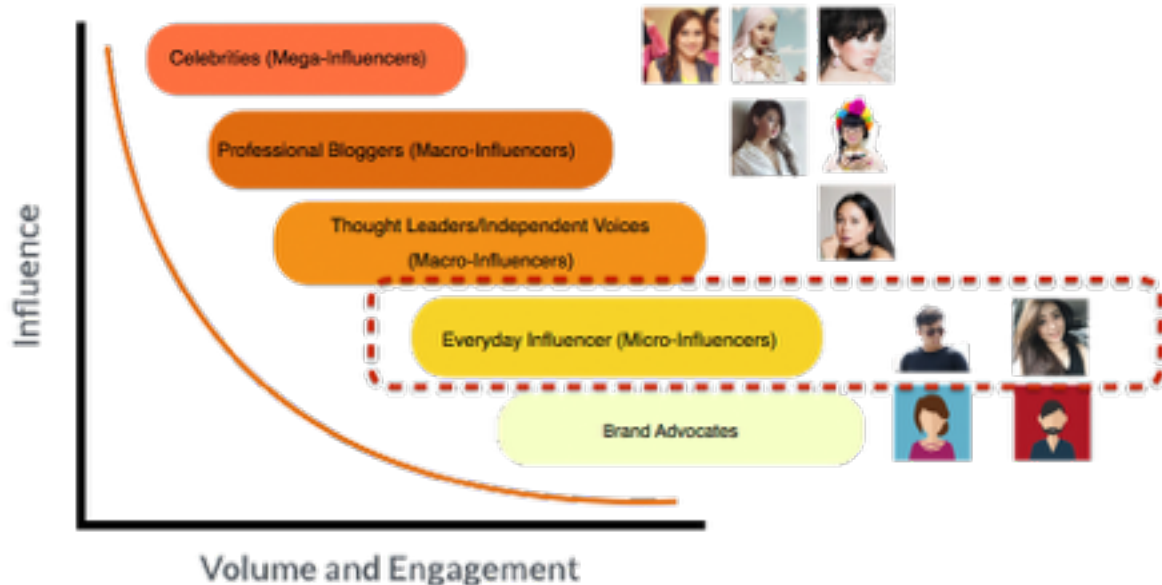 Celebrities (Mega-Influencers)
Professional Bloggers (Macro-Influencers)
Thought Leaders/Independent Voices
(Macro-Influencers)
Everyday Influencer (Micro-Influencers)
Brand Advocates
Influence
Volume and Engagement